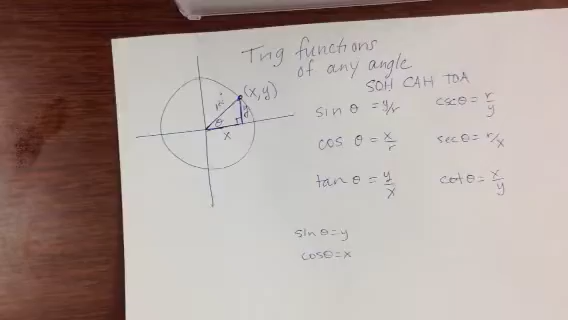 Trig functions
of any angle
SOH CAH TOA
(x,y)
r
y
θ
x
sin θ = y/r
csc θ = r/y
cos θ = x/r
sec θ = r/x
tan θ = y/x
cot θ = x/y
sin θ = y
cos θ = x